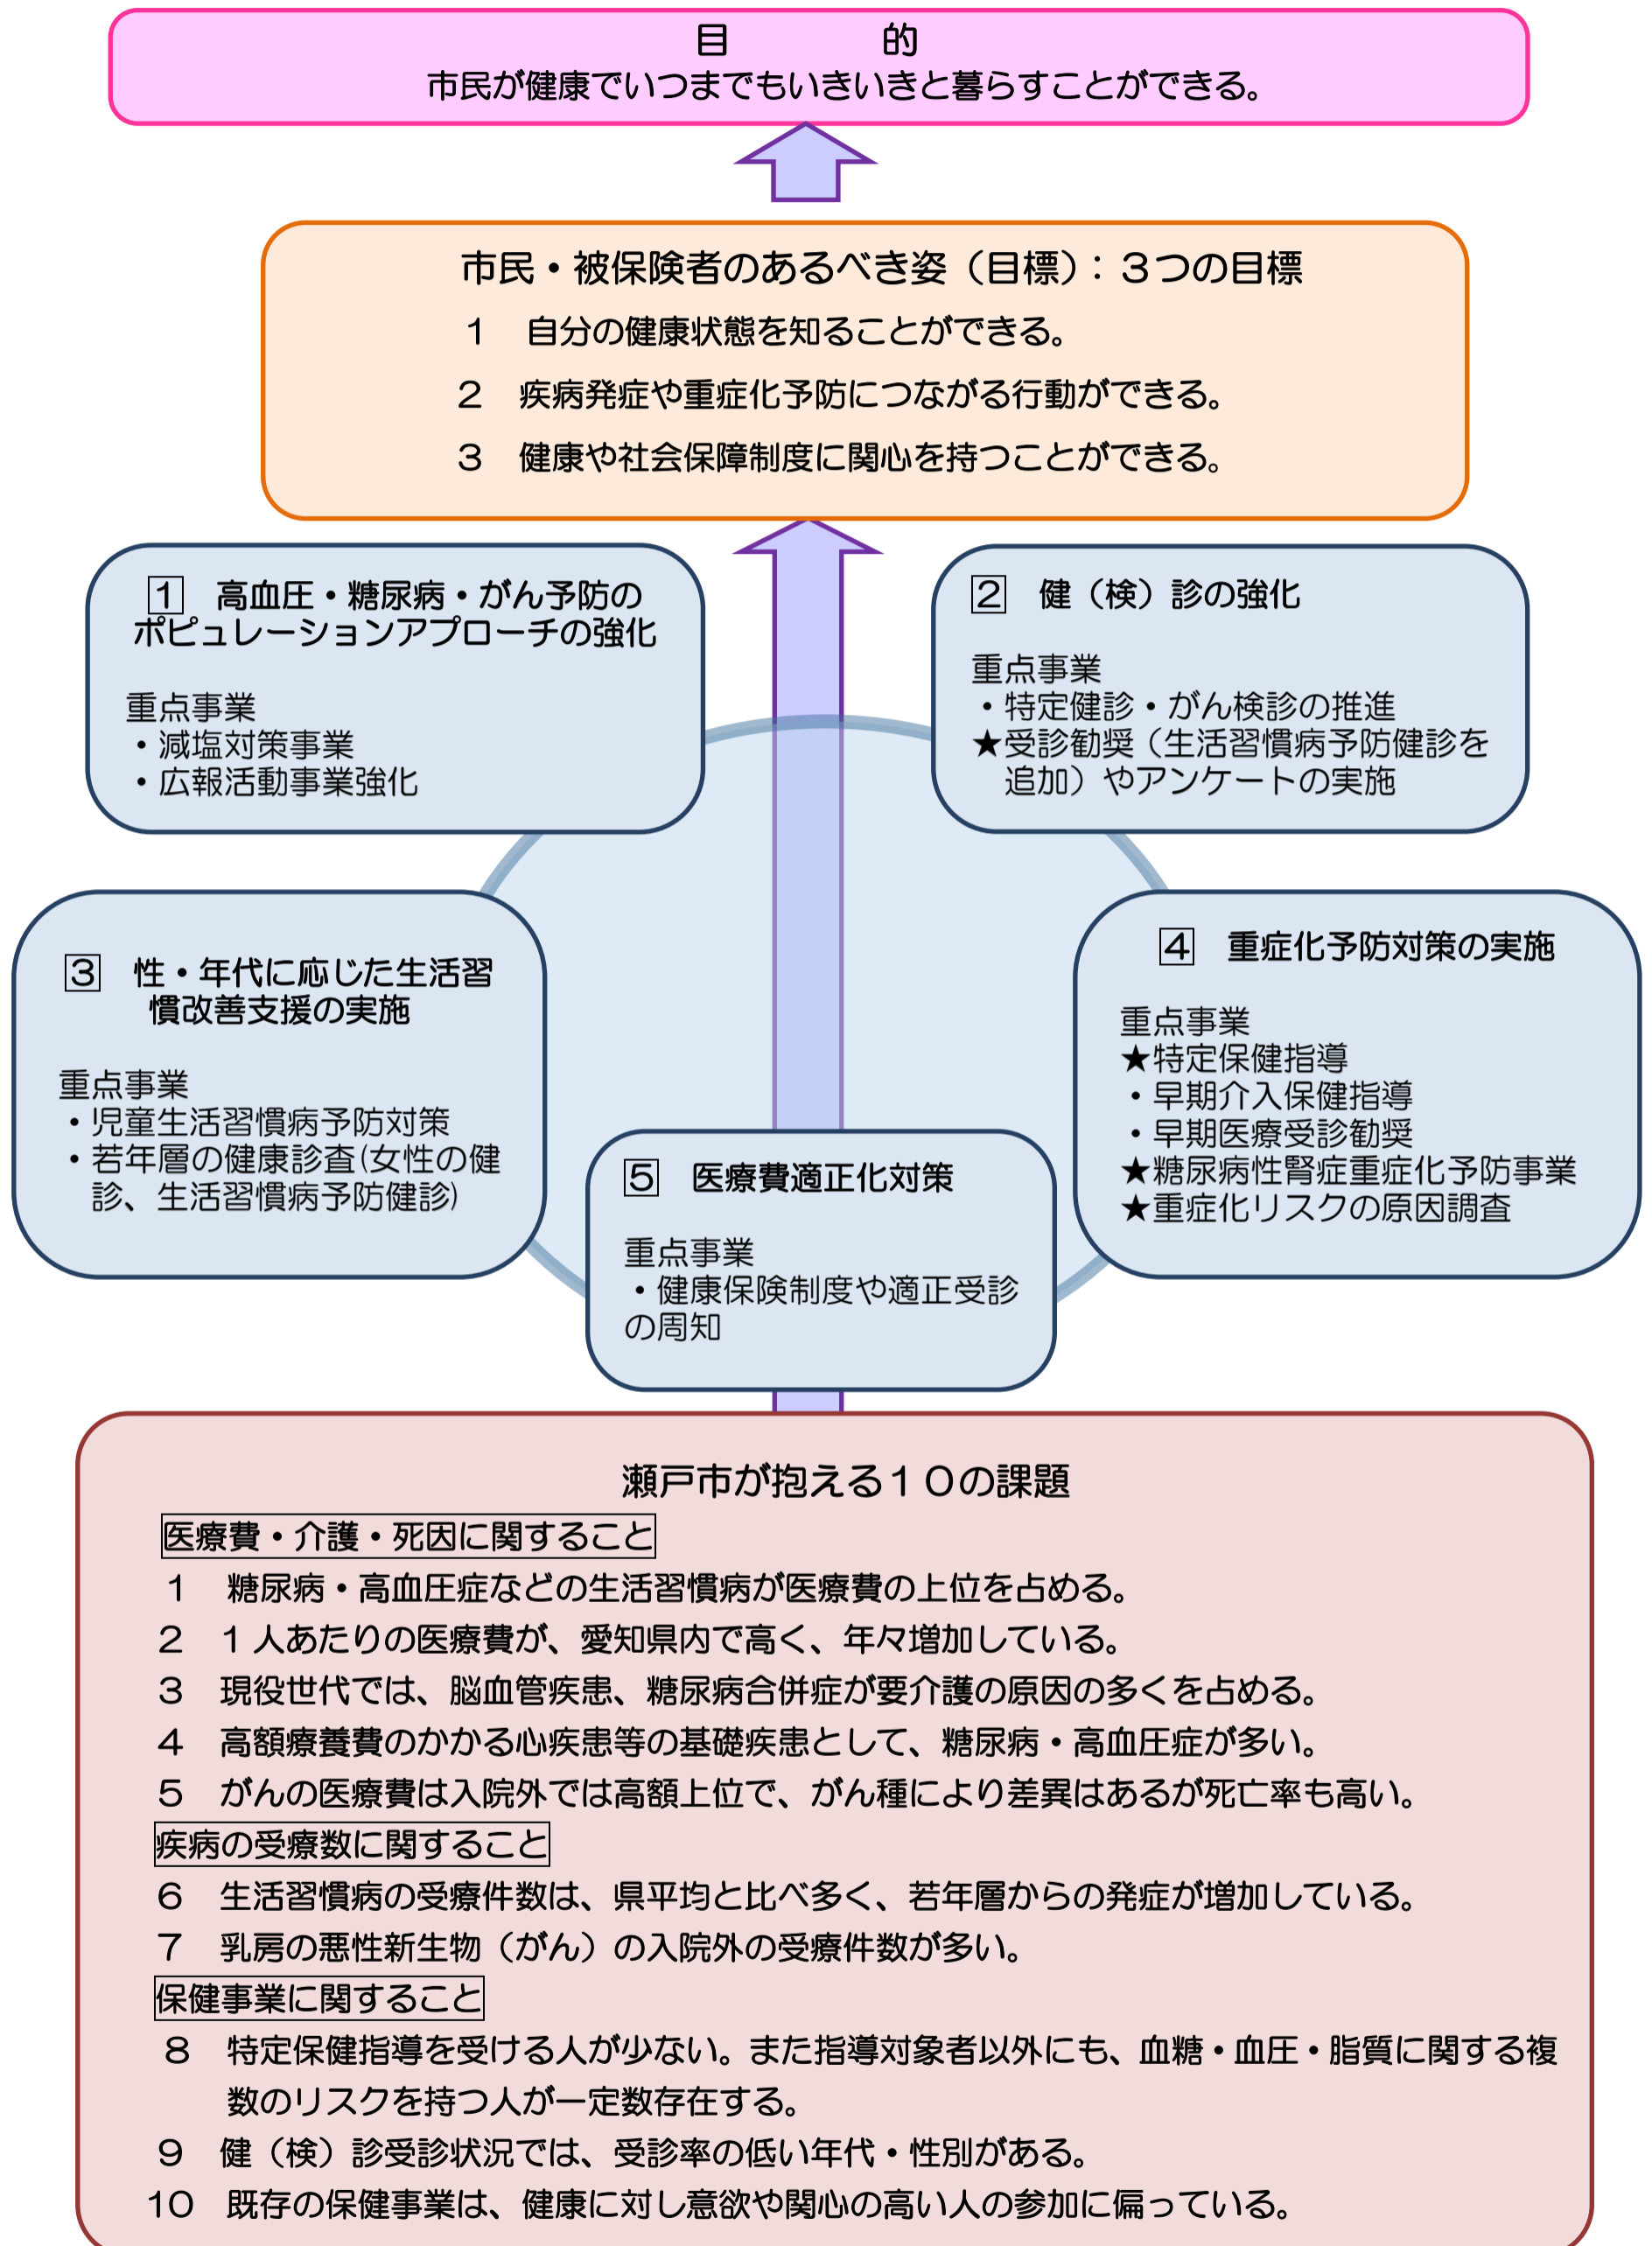 目　　　　的
市民が健康でいつまでもいきいきと暮らすことができる。
市民・被保険者のあるべき姿（目標）：３つの目標
１　自分の健康状態を知ることができる。
２　疾病発症や重症化予防につながる行動ができる。
３　健康や社会保障制度に関心を持つことができる。
1　高血圧・糖尿病・がん予防の
ポピュレーションアプローチの強化
重点事業
・減塩対策事業
・広報活動事業強化
2　健（検）診の強化
重点事業
・特定健診・がん検診の推進
★受診勧奨（生活習慣病予防健診を
追加）やアンケートの実施
3　性・年代に応じた生活習
慣改善支援の実施
重点事業
・児童生活習慣病予防対策
・若年層の健康診査(女性の健
診、生活習慣病予防健診)
4　重症化予防対策の実施
重点事業
★特定保健指導
・早期介入保健指導
・早期医療受診勧奨
★糖尿病性腎症重症化予防事業
★重症化リスクの原因調査
5　医療費適正化対策
重点事業
・健康保険制度や適正受診
の周知
瀬戸市が抱える１０の課題
医療費・介護・死因に関すること
１　糖尿病・高血圧症などの生活習慣病が医療費の上位を占める。
２　１人あたりの医療費が、愛知県内で高く、年々増加している。
３　現役世代では、脳血管疾患、糖尿病合併症が要介護の原因の多くを占める。
４　高額療養費のかかる心疾患等の基礎疾患として、糖尿病・高血圧症が多い。
５　がんの医療費は入院外では高額上位で、がん種により差異はあるが死亡率も高い。
疾病の受療数に関すること
６　生活習慣病の受療件数は、県平均と比べ多く、若年層からの発症が増加している。
７　乳房の悪性新生物（がん）の入院外の受療件数が多い。
保健事業に関すること
８　特定保健指導を受ける人が少ない。また指導対象者以外にも、血糖・血圧・脂質に関する複
数のリスクを持つ人が一定数存在する。
９　健（検）診受診状況では、受診率の低い年代・性別がある。
10　既存の保健事業は、健康に対し意欲や関心の高い人の参加に偏っている。